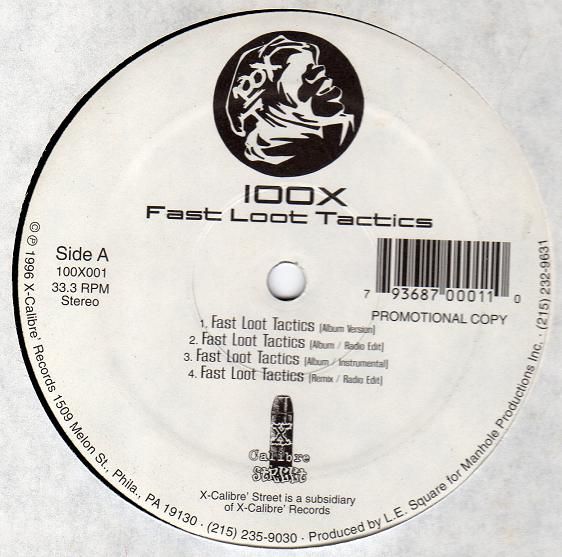 100X
100X
Fast Loot Tactics
Side A
100X001
33.3 RPM
Stereo
7 93687 00011 0
PROMOTIONAL COPY
1. Fast Loot Tactics (Album Version)
2. Fast Loot Tactics (Album / Radio Edit)
3. Fast Loot Tactics (Album / Instrumental)
4. Fast Loot Tactics (Remix / Radio Edit)
X
Calibre
Street
X-Calibre' Street is a subsidiary
of X-Calibre' Records
© ℗ 1996 X-Calibre' Records 1509 Melon St., Phila., PA 19130 · (215) 235-9030 · Produced by L.E. Square for Manhole Productions Inc. · (215) 232-9631